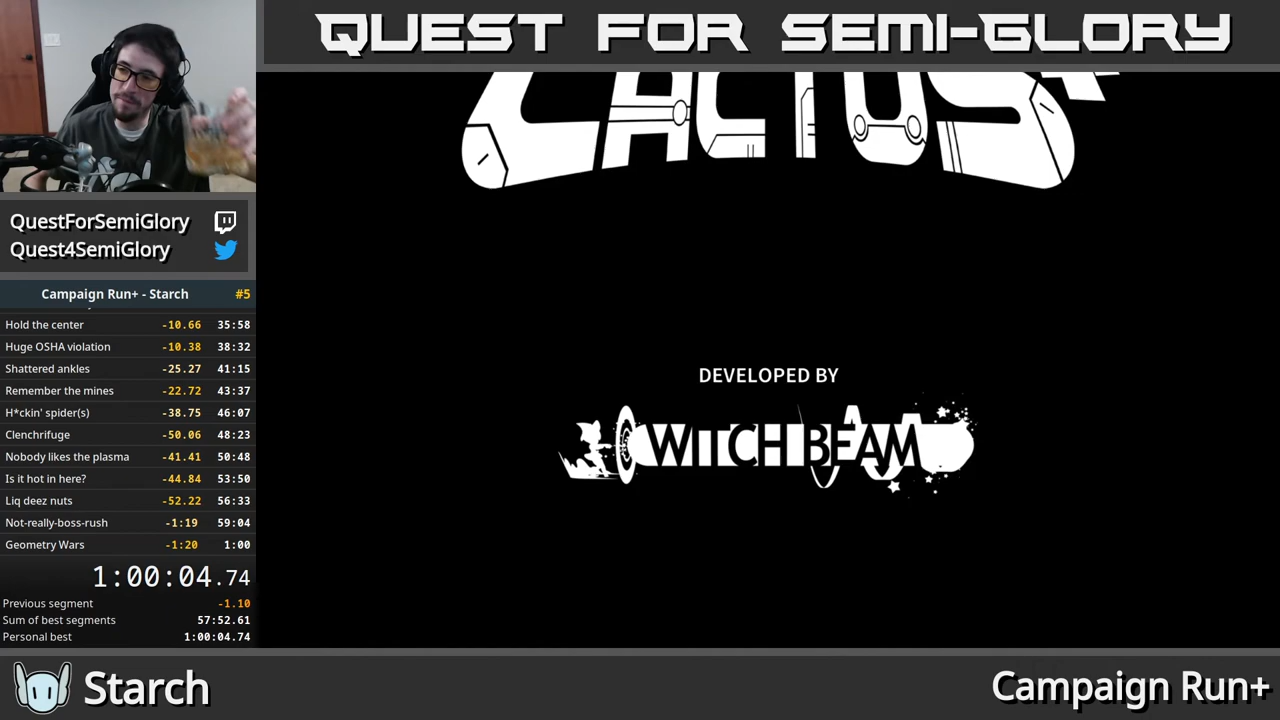 QUEST FOR SEMI-GLORY
CACTUS+
QuestForSemiGlory
Quest4SemiGlory
Campaign Run+ - Starch #5
Hold the center -10.66 35:58
Huge OSHA violation -10.38 38:32
Shattered ankles -25.27 41:15
Remember the mines -22.72 43:37
H*ckin' spider(s) -38.75 46:07
Clenchrifuge -50.06 48:23
Nobody likes the plasma -41.41 50:48
Is it hot in here? -44.84 53:50
Liq deez nuts -52.22 56:33
Not-really-boss-rush -1:19 59:04
Geometry Wars -1:20 1:00
1:00:04.74
Previous segment -1.10
Sum of best segments 57:52.61
Personal best 1:00:04.74
DEVELOPED BY
WITCH BEAM
Starch
Campaign Run+